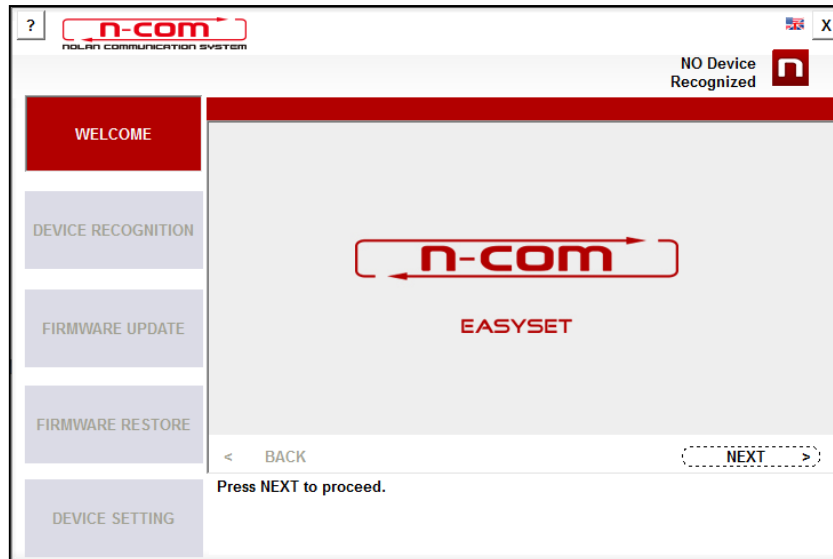 ?
n-com
NOLAN COMMUNICATION SYSTEM
X
NO Device
Recognized
n
WELCOME
DEVICE RECOGNITION
FIRMWARE UPDATE
FIRMWARE RESTORE
DEVICE SETTING
n-com
EASYSET
< BACK
NEXT >
Press NEXT to proceed.